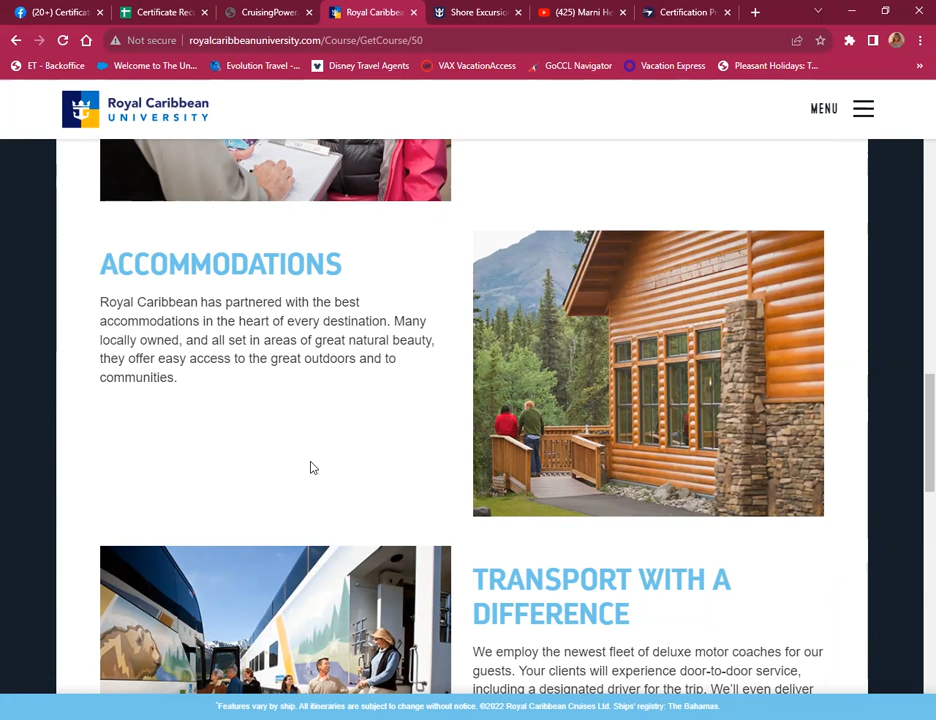 (20+) Certificat
Certificate Rec
CruisingPower.
Royal Caribbea
Shore Excursio
(425) Marni He
Certification Pr
Not secure
royalcaribbeanuniversity.com/Course/GetCourse/50
ET - Backoffice
Welcome to The Un...
Evolution Travel -...
Disney Travel Agents
VAX VacationAccess
GoCCL Navigator
Vacation Express
Pleasant Holidays: T...
»
Royal Caribbean
UNIVERSITY
MENU
ACCOMMODATIONS
Royal Caribbean has partnered with the best
accommodations in the heart of every destination. Many
locally owned, and all set in areas of great natural beauty,
they offer easy access to the great outdoors and to
communities.
TRANSPORT WITH A
DIFFERENCE
We employ the newest fleet of deluxe motor coaches for our
guests. Your clients will experience door-to-door service,
including a designated driver for the trip. We'll even deliver
*Features vary by ship. All itineraries are subject to change without notice. ©2022 Royal Caribbean Cruises Ltd. Ships' registry: The Bahamas.